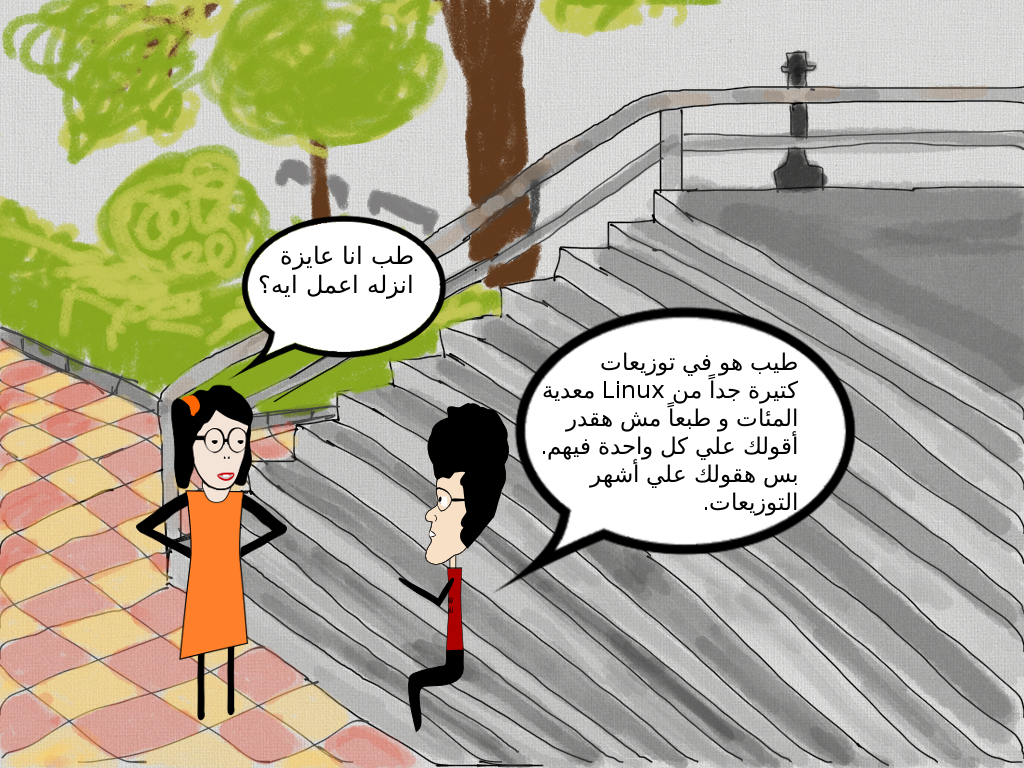 طب انا عايزة
انزله اعمل ايه؟
طيب هو في توزيعات
كتيرة جداً من Linux معدية
المئات و طبعاً مش هقدر
أقولك علي كل واحدة فيهم.
بس هقولك علي أشهر
التوزيعات.